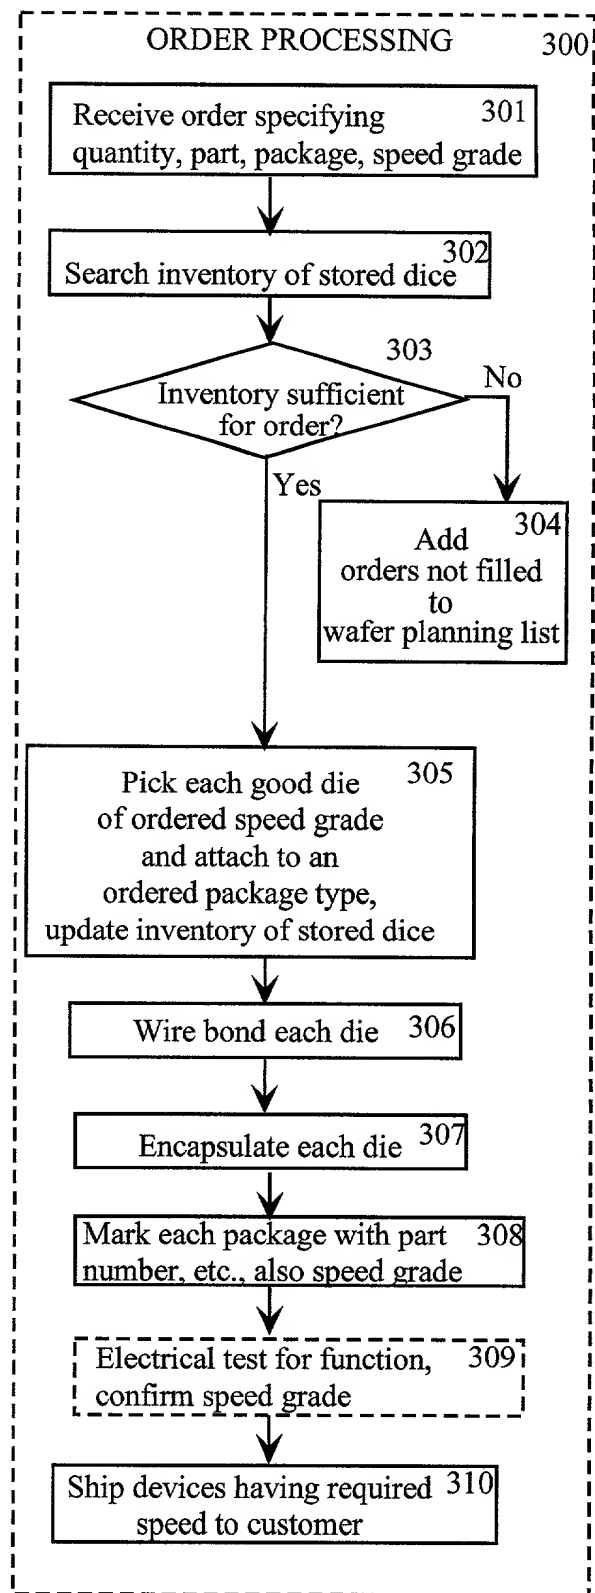 ORDER PROCESSING 300
301
Receive order specifying
quantity, part, package, speed grade
302
Search inventory of stored dice
303
Inventory sufficient
for order?
No
Yes
304
Add
orders not filled
to
wafer planning list
305
Pick each good die
of ordered speed grade
and attach to an
ordered package type,
update inventory of stored dice
Wire bond each die 306
Encapsulate each die 307
Mark each package with part 308
number, etc., also speed grade
Electrical test for function, 309
confirm speed grade
Ship devices having required 310
speed to customer